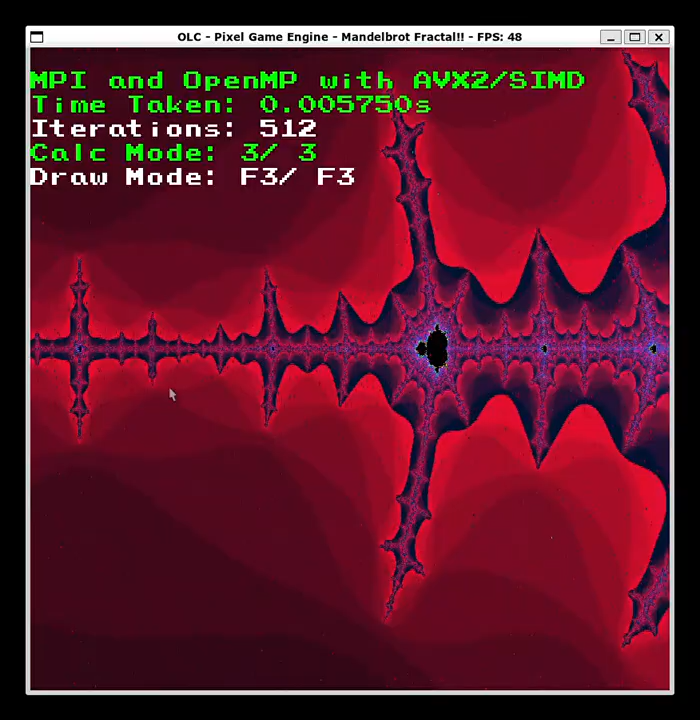 OLC - Pixel Game Engine - Mandelbrot Fractal!! - FPS: 48
MPI and OpenMP with AVX2/SIMD
Time Taken: 0.005750s
Iterations: 512
Calc Mode: 3/ 3
Draw Mode: F3/ F3